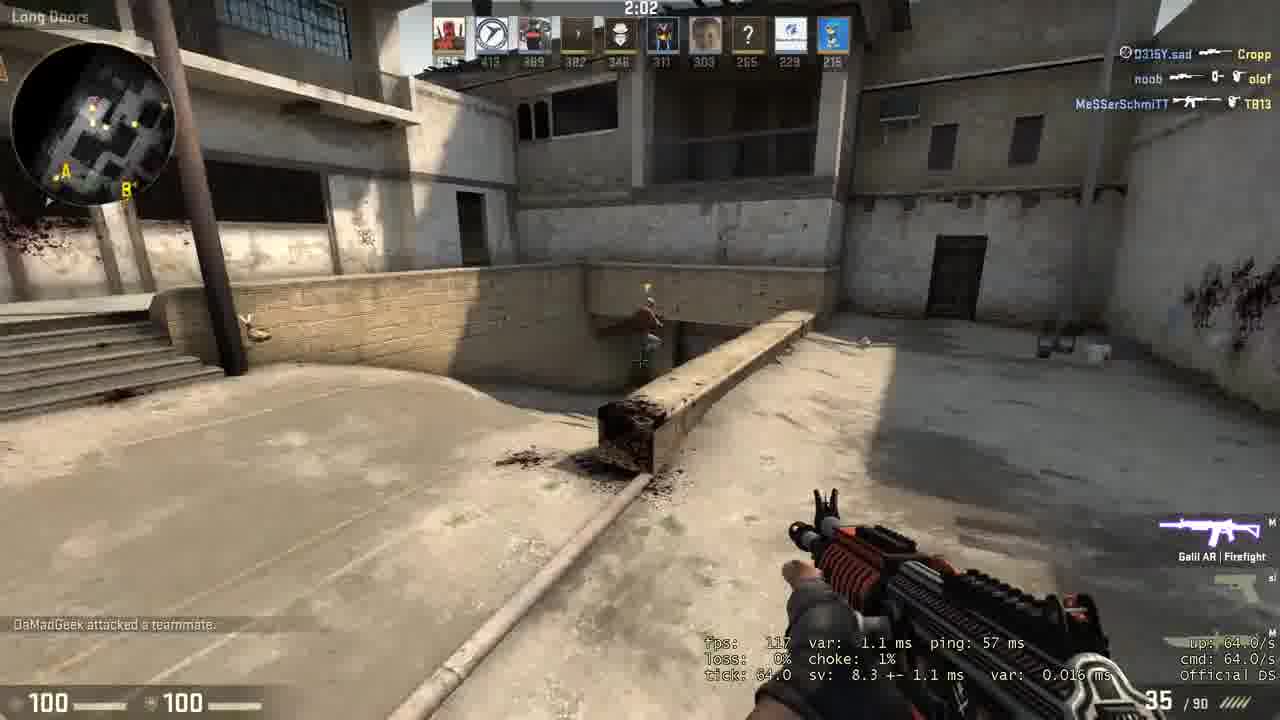 Long Doors
2:02
413 389 382 346 311 303 265 229 215
D315Y.sad Cropp
noob olof
MeSSerSchmiTT TB13
A
B
?
Galil AR | Firefight
DaMadGeek attacked a teammate.
fps: 117 var: 1.1 ms ping: 57 ms
loss: 0% choke: 1%
tick: 64.0 sv: 8.3 +- 1.1 ms var: 0.016 ms
up: 64.0/s
cmd: 64.0/s
Official DS
100 100
35 / 90